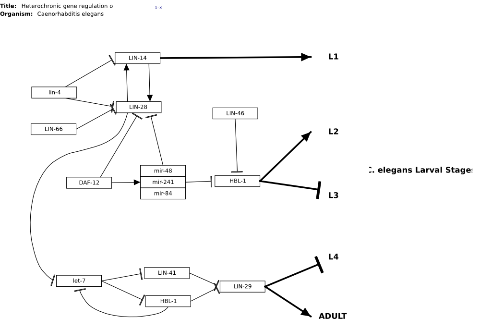 Title: Heterochronic gene regulation o
Organism: Caenorhabditis elegans
LIN-14
L1
lin-4
LIN-28
LIN-66
LIN-46
L2
C. elegans Larval Stages
mir-48
DAF-12
mir-241
HBL-1
mir-84
L3
L4
LIN-41
let-7
LIN-29
HBL-1
ADULT